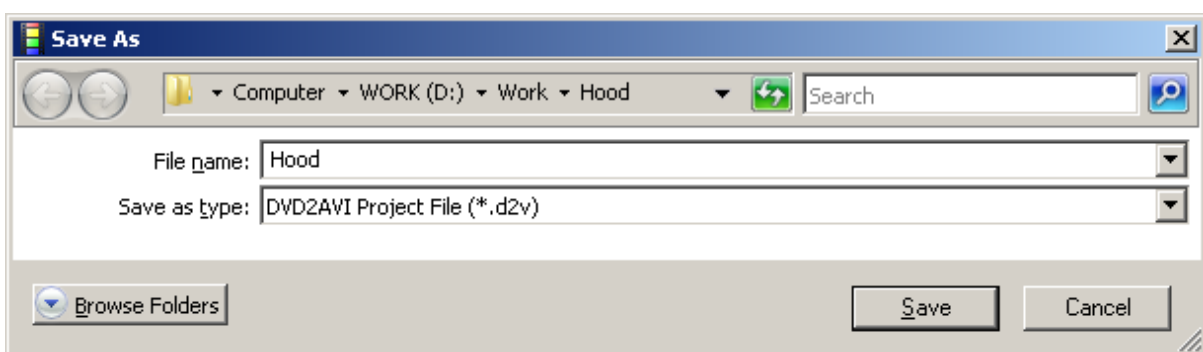 Save As
Computer WORK (D:) Work Hood Search
File name: Hood
Save as type: DVD2AVI Project File (*.d2v)
Browse Folders Save Cancel